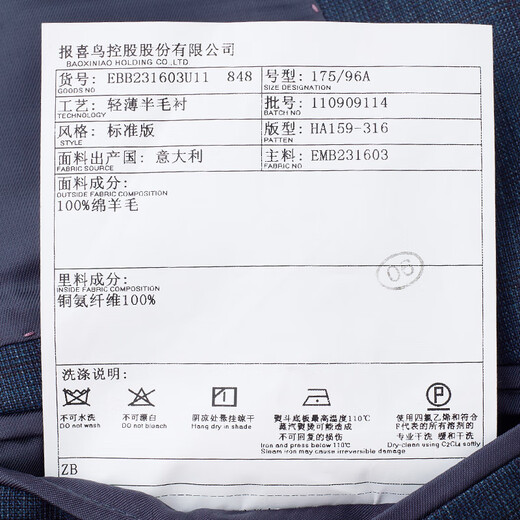 报喜鸟控股股份有限公司
BAOXINIAO HOLDING CO.,LTD
货号: EBB231603U11 848 号型: 175/96A
GOODS NO SIZE DESIGNATION
工艺: 轻薄半毛衬 批号: 110909114
TECHNOLOGY BATCH NO
风格: 标准版 版型: HA159-316
STYLE PATTEN
面料出产国: 意大利 主料: EMB231603
FABRIC SOURCE FABRIC NO
面料成分:
OUTSIDE FABRIC COMPOSITION
100%绵羊毛
06
里料成分:
INSIDE FABRIC COMPOSITION
铜氨纤维100%
洗涤说明:
P
不可水洗 不可漂白 阴凉处悬挂晾干 熨斗底板最高温度110℃ 使用四氯乙烯和符合
Do not wash DO not bleach Hang dry in shade 蒸汽熨烫可能造成 F代表的所有溶剂的
不可回复的损伤 专业干洗 缓和干洗
Iron and press below 110℃ Dry-clean using C2CL4 softly
Steam iron may cause irreversible damage
ZB